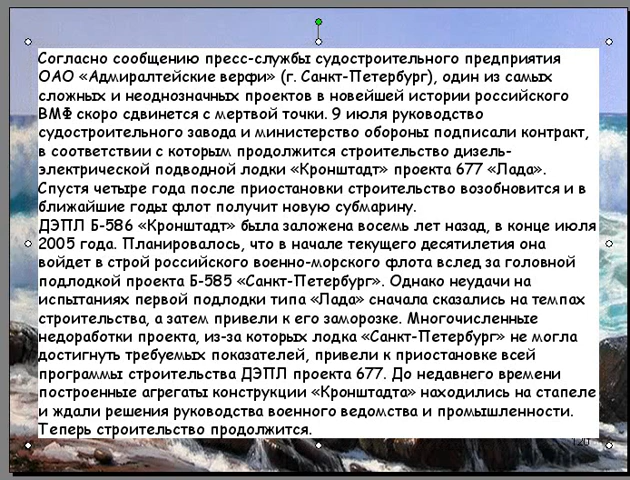 Согласно сообщению пресс-службы судостроительного предприятия
ОАО «Адмиралтейские верфи» (г. Санкт-Петербург), один из самых
сложных и неоднозначных проектов в новейшей истории российского
ВМФ скоро сдвинется с мертвой точки. 9 июля руководство
судостроительного завода и министерство обороны подписали контракт,
в соответствии с которым продолжится строительство дизель-
электрической подводной лодки «Кронштадт» проекта 677 «Лада».
Спустя четыре года после приостановки строительство возобновится и в
ближайшие годы флот получит новую субмарину.
ДЭПЛ Б-586 «Кронштадт» была заложена восемь лет назад, в конце июля
2005 года. Планировалось, что в начале текущего десятилетия она
войдет в строй российского военно-морского флота вслед за головной
подлодкой проекта Б-585 «Санкт-Петербург». Однако неудачи на
испытаниях первой подлодки типа «Лада» сначала сказались на темпах
строительства, а затем привели к его заморозке. Многочисленные
недоработки проекта, из-за которых лодка «Санкт-Петербург» не могла
достигнуть требуемых показателей, привели к приостановке всей
программы строительства ДЭПЛ проекта 677. До недавнего времени
построенные агрегаты конструкции «Кронштадта» находились на стапеле
и ждали решения руководства военного ведомства и промышленности.
Теперь строительство продолжится.
120